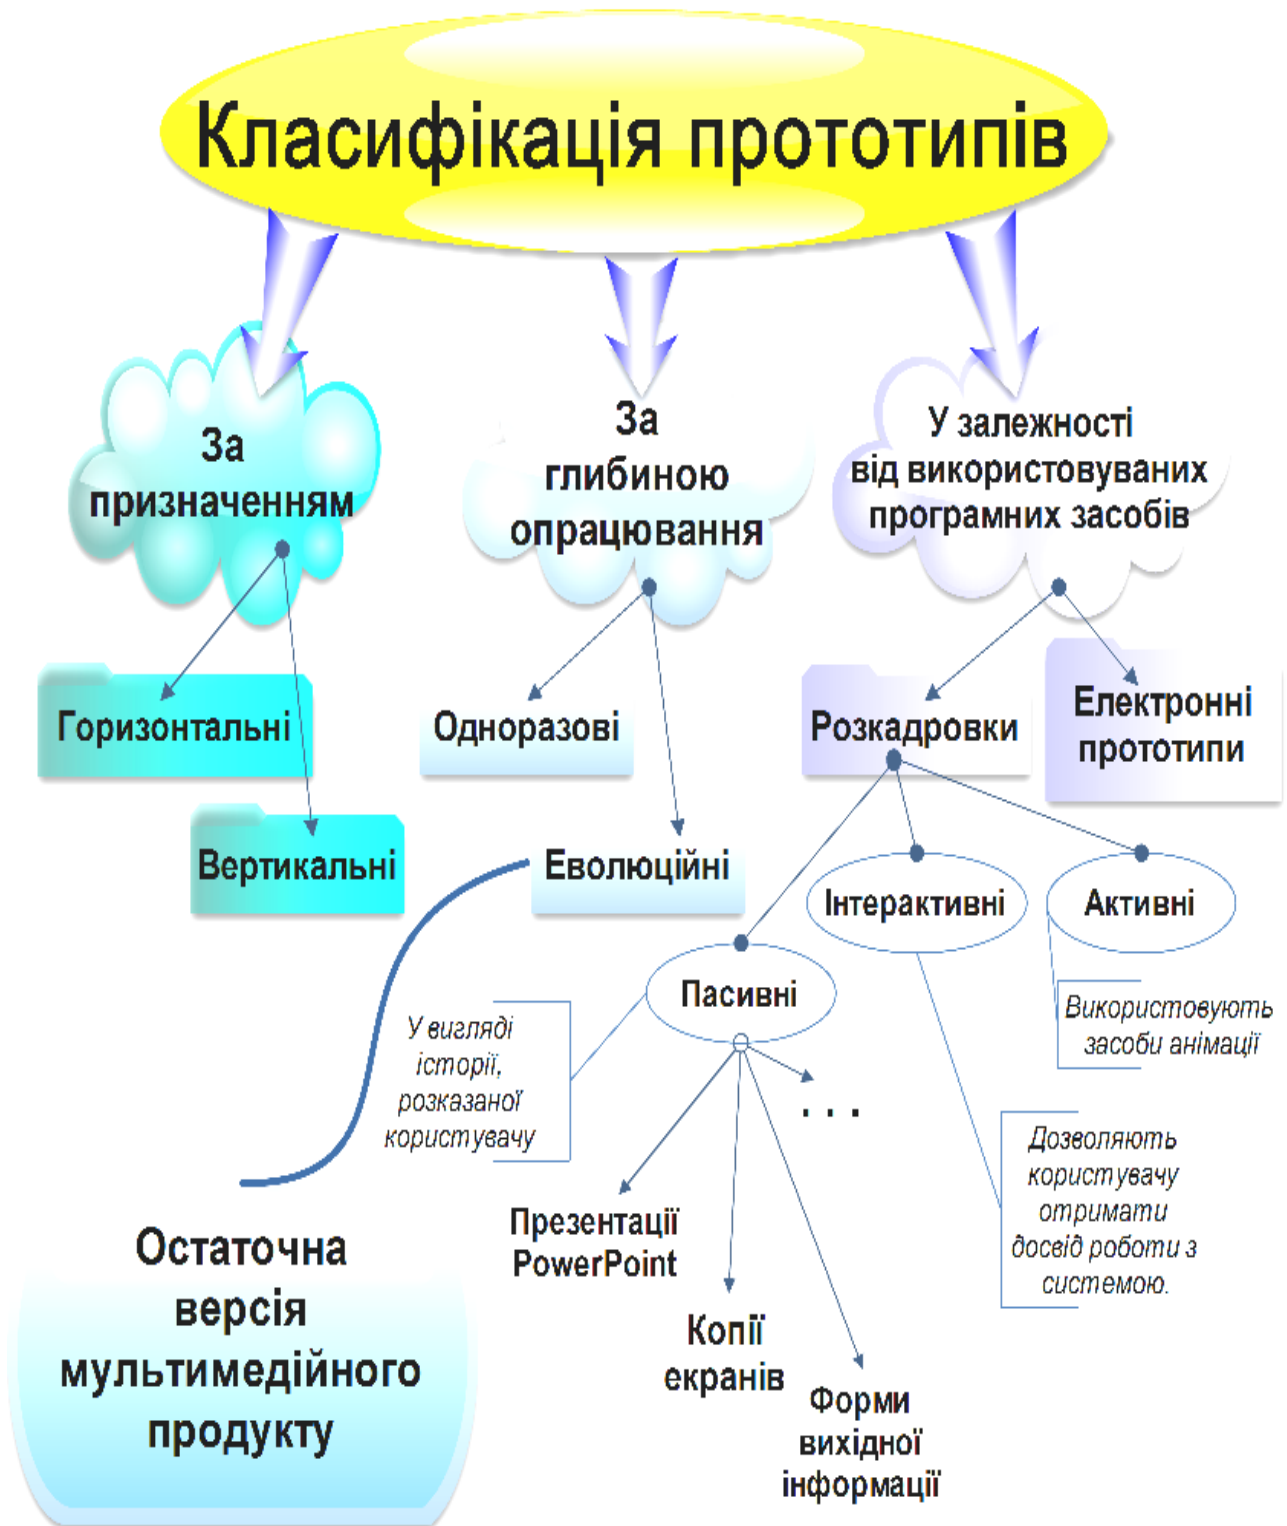 Класифікація прототипів
За
призначенням
За
глибиною
опрацювання
У залежності
від використовуваних
програмних засобів
Горизонтальні
Вертикальні
Одноразові
Еволюційні
Розкадровки
Електронні
прототипи
Інтерактивні
Активні
Пасивні
У вигляді
історії,
розказаної
користувачу
Використовують
засоби анімації
. . .
Дозволяють
користувачу
отримати
досвід роботи з
системою.
Презентації
PowerPoint
Копії
екранів
Форми
вихідної
інформації
Остаточна
версія
мультимедійного
продукту